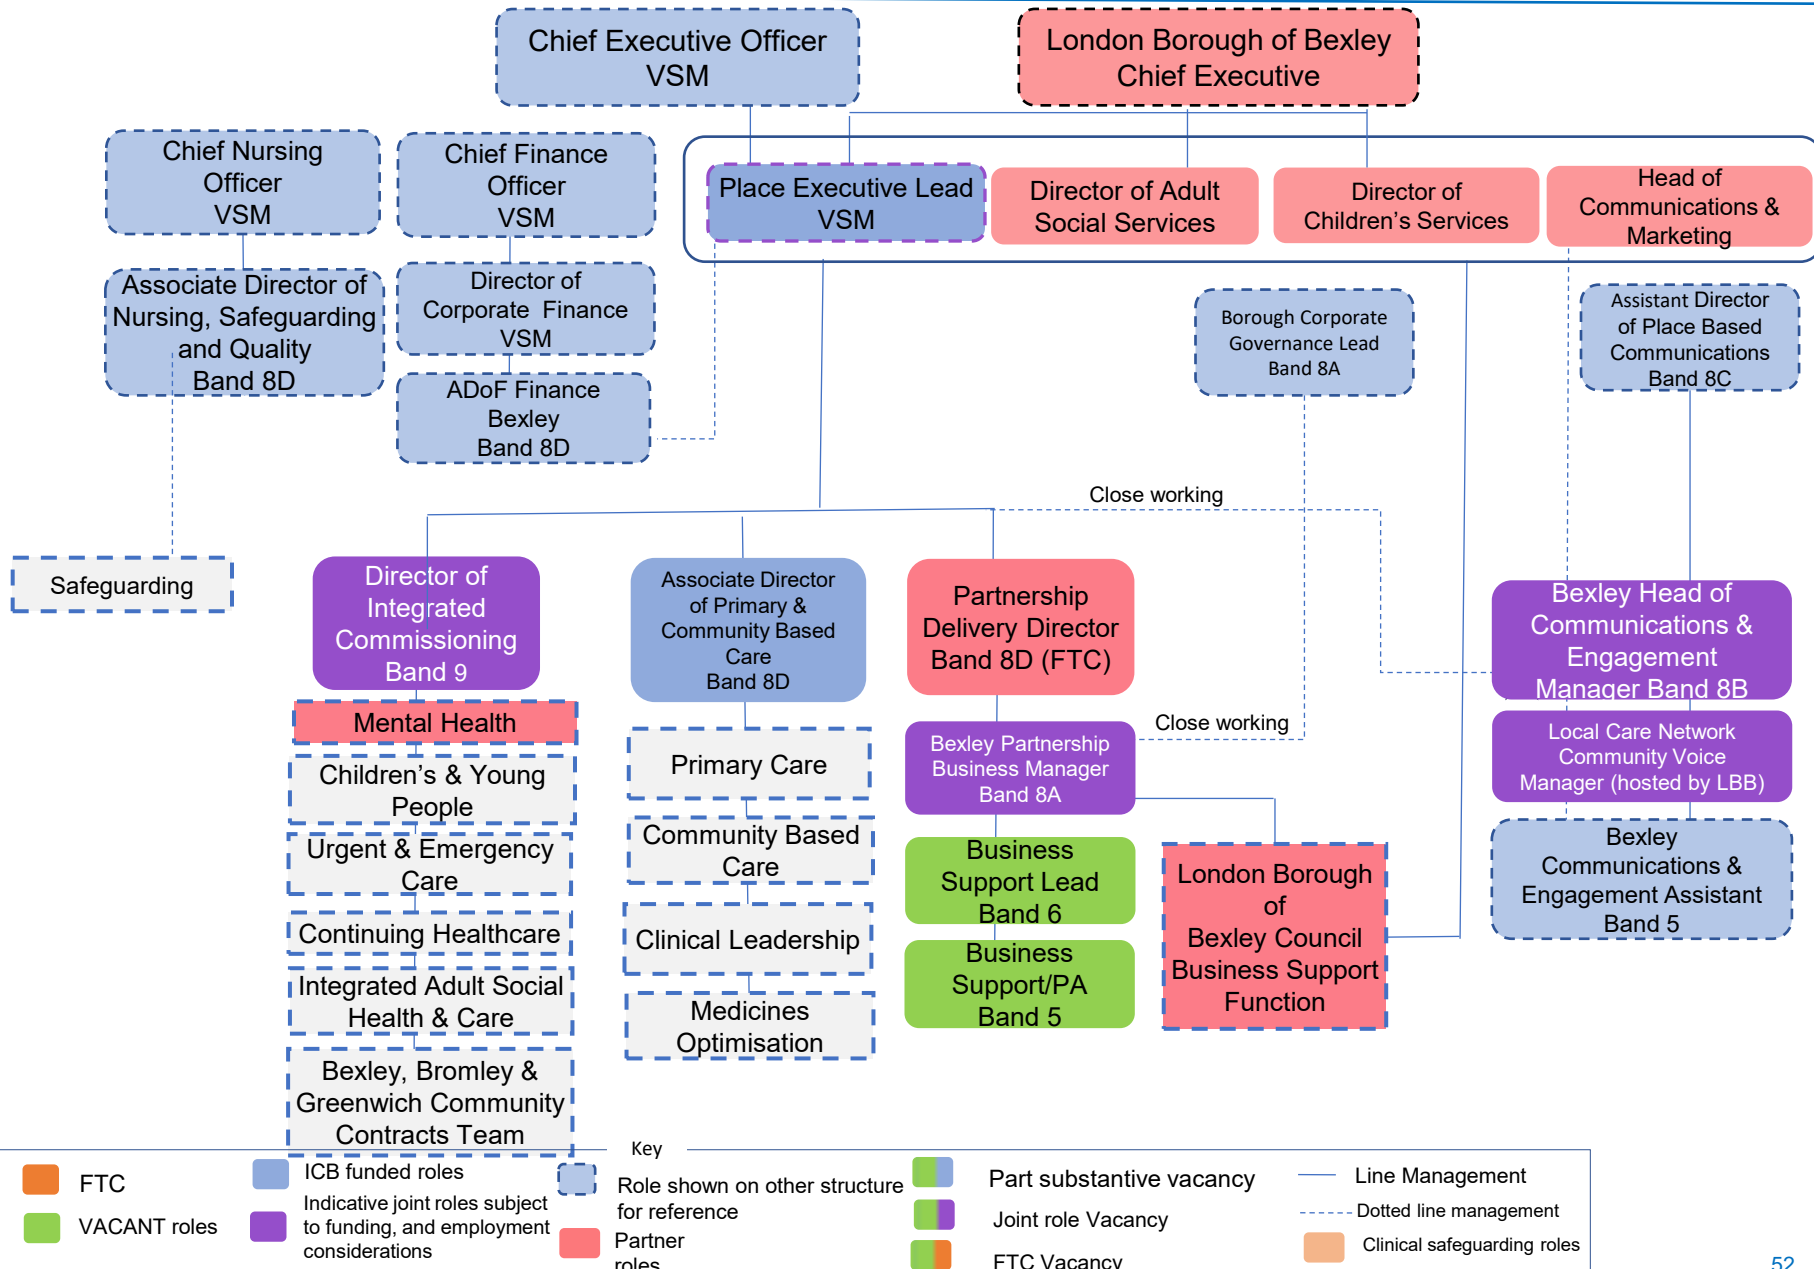 Chief Executive Officer
VSM
London Borough of Bexley
Chief Executive
Chief Nursing
Officer
VSM
Chief Finance
Officer
VSM
Place Executive Lead
VSM
Director of Adult
Social Services
Director of
Children’s Services
Head of
Communications &
Marketing
Associate Director of
Nursing, Safeguarding
and Quality
Band 8D
Director of
Corporate Finance
VSM
ADoF Finance
Bexley
Band 8D
Borough Corporate
Governance Lead
Band 8A
Assistant Director
of Place Based
Communications
Band 8C
Close working
Safeguarding
Director of
Integrated
Commissioning
Band 9
Associate Director
of Primary &
Community Based
Care
Band 8D
Partnership
Delivery Director
Band 8D (FTC)
Bexley Head of
Communications &
Engagement
Manager Band 8B
Mental Health
Children’s & Young
People
Urgent & Emergency
Care
Continuing Healthcare
Integrated Adult Social
Health & Care
Bexley, Bromley &
Greenwich Community
Contracts Team
Primary Care
Community Based
Care
Clinical Leadership
Medicines
Optimisation
Close working
Bexley Partnership
Business Manager
Band 8A
Business
Support Lead
Band 6
Business
Support/PA
Band 5
London Borough
of
Bexley Council
Business Support
Function
Local Care Network
Community Voice
Manager (hosted by LBB)
Bexley
Communications &
Engagement Assistant
Band 5
Key
FTC
VACANT roles
ICB funded roles
Indicative joint roles subject
to funding, and employment
considerations
Role shown on other structure
for reference
Partner
roles
Part substantive vacancy
Joint role Vacancy
FTC Vacancy
Line Management
Dotted line management
Clinical safeguarding roles
52